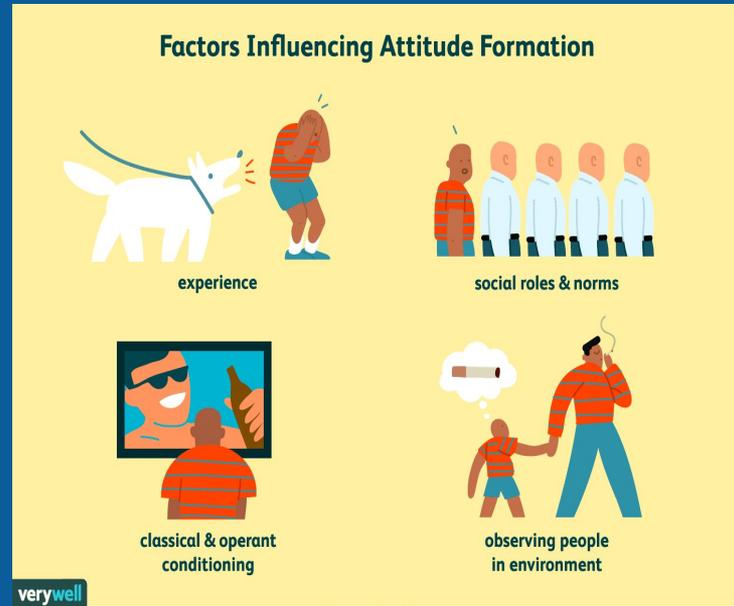 Factors Influencing Attitude Formation
experience
social roles & norms
classical & operant
conditioning
observing people
in environment
verywell